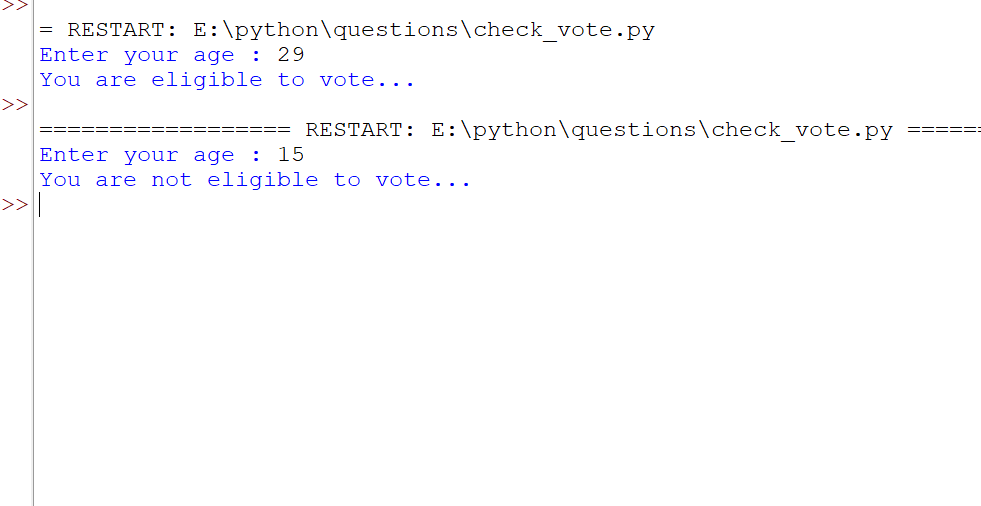 >>
= RESTART: E:\python\questions\check_vote.py
Enter your age : 29
You are eligible to vote...
>>
================== RESTART: E:\python\questions\check_vote.py ======
Enter your age : 15
You are not eligible to vote...
>>